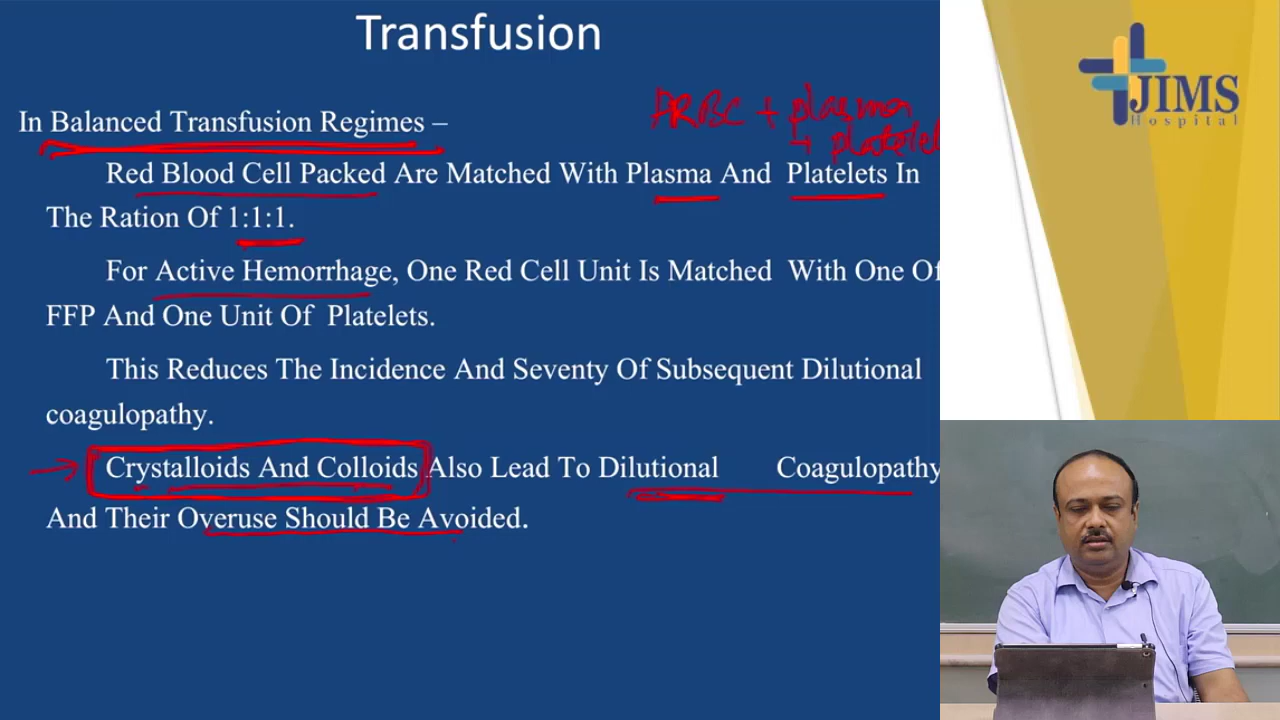 Transfusion
PRBC + plasma
+ platelet
In Balanced Transfusion Regimes –
Red Blood Cell Packed Are Matched With Plasma And Platelets In
The Ration Of 1:1:1.
For Active Hemorrhage, One Red Cell Unit Is Matched With One Of
FFP And One Unit Of Platelets.
This Reduces The Incidence And Seventy Of Subsequent Dilutional
coagulopathy.
Crystalloids And Colloids Also Lead To Dilutional Coagulopathy
And Their Overuse Should Be Avoided.
JIMS
Hospital